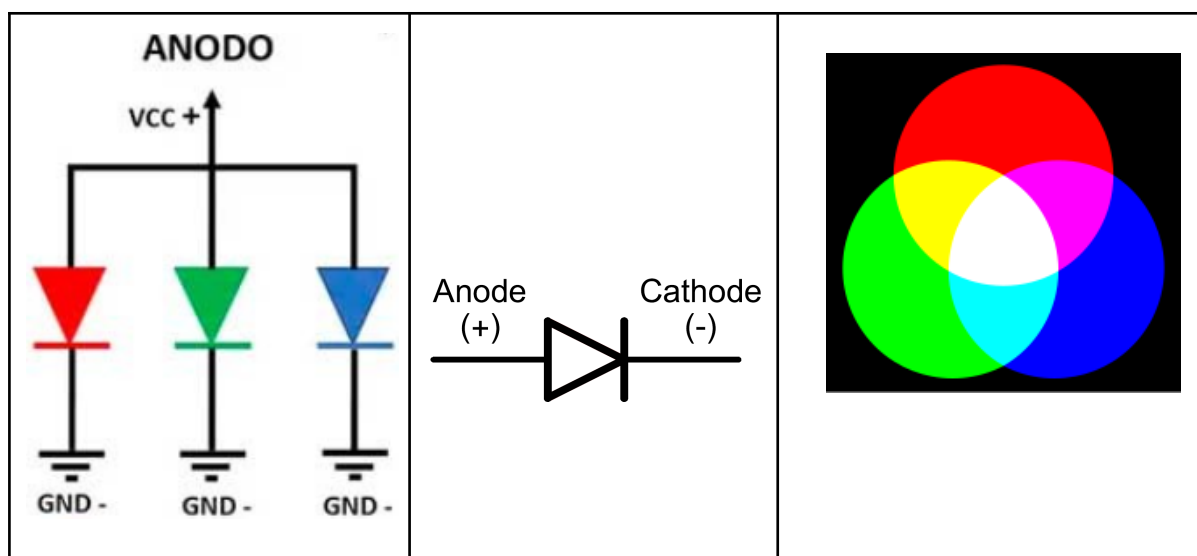 ANODO
VCC +
GND -
GND -
GND -
Anode
(+)
Cathode
(-)